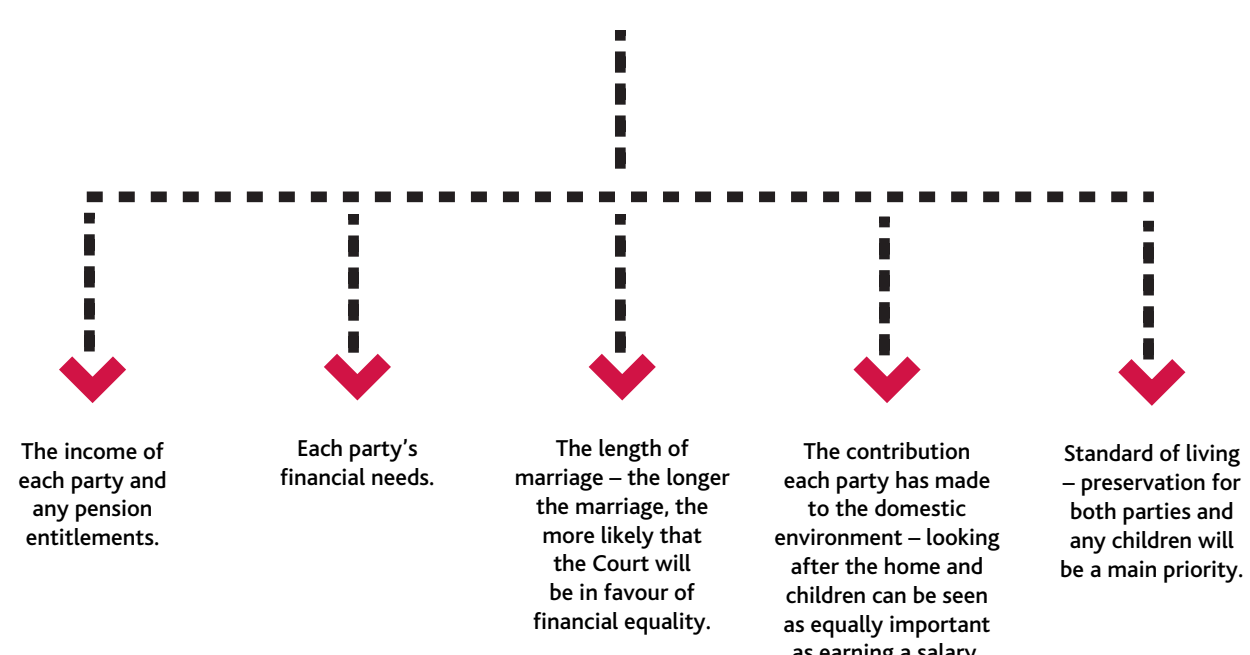 The income of
each party and
any pension
entitlements.
Each party’s
financial needs.
The length of
marriage – the longer
the marriage, the
more likely that
the Court will
be in favour of
financial equality.
The contribution
each party has made
to the domestic
environment – looking
after the home and
children can be seen
as equally important
as earning a salary
Standard of living
– preservation for
both parties and
any children will
be a main priority.